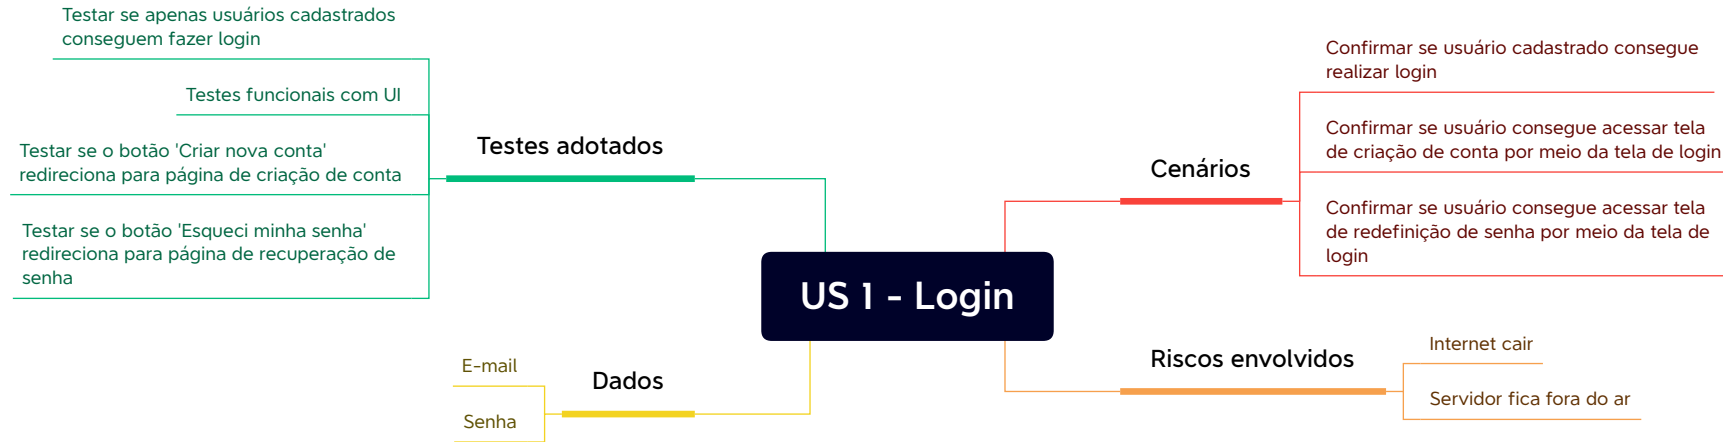 Testar se apenas usuários cadastrados
conseguem fazer login
Testes funcionais com UI
Testar se o botão 'Criar nova conta'
redireciona para página de criação de conta
Testar se o botão 'Esqueci minha senha'
redireciona para página de recuperação de
senha
Testes adotados
Cenários
Confirmar se usuário cadastrado consegue
realizar login
Confirmar se usuário consegue acessar tela
de criação de conta por meio da tela de login
Confirmar se usuário consegue acessar tela
de redefinição de senha por meio da tela de
login
US 1 - Login
E-mail
Senha
Dados
Riscos envolvidos
Internet cair
Servidor fica fora do ar